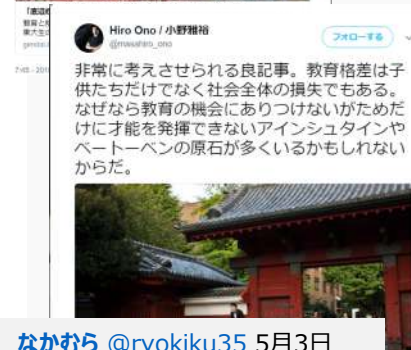 「底辺校
Hiro Ono / 小野雅裕
@masahiro_ono
フォローする
非常に考えさせられる良記事。教育格差は子
供たちだけでなく社会全体の損失でもある。
なぜなら教育の機会にありつけないがためだ
けに才能を発揮できないアインシュタインや
ベートーベンの原石が多くいるかもしれない
からだ。
なかむら @ryokiku35 5月3日